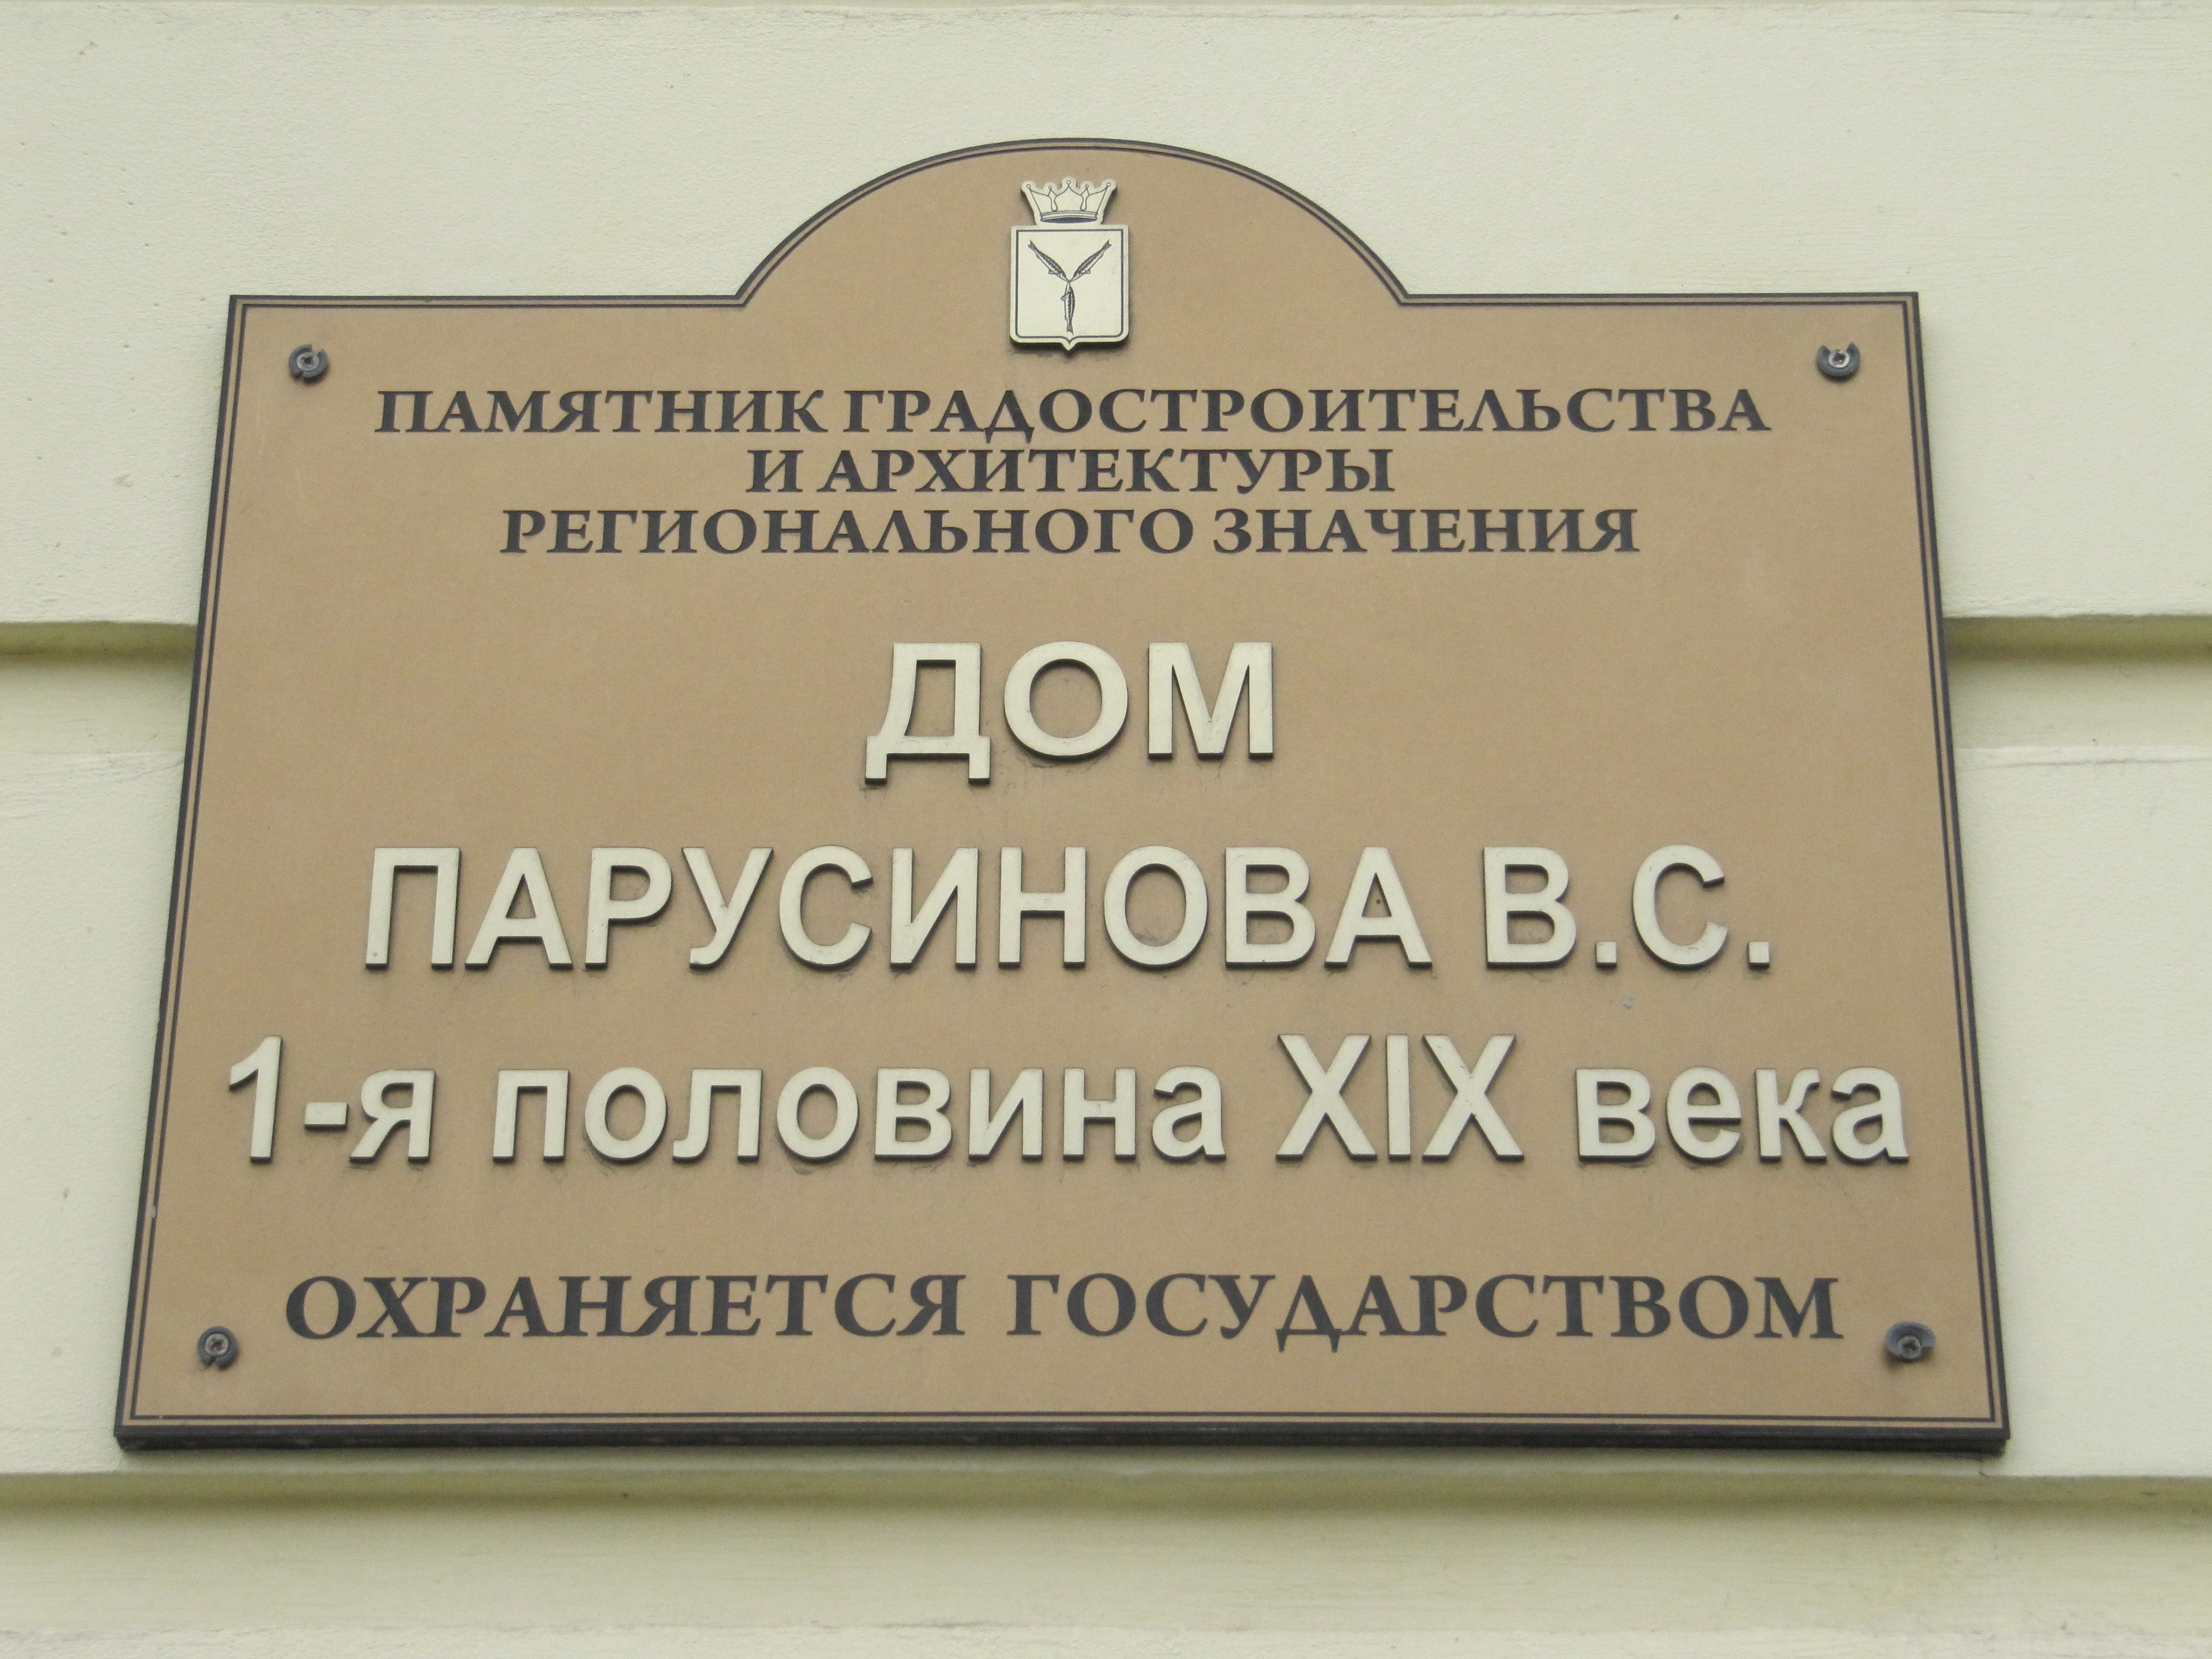 ПАМЯТНИК ГРАДОСТРОИТЕЛЬСТВА
И АРХИТЕКТУРЫ
РЕГИОНАЛЬНОГО ЗНАЧЕНИЯ
ДОМ
ПАРУСИНОВА В.С.
1-я половина XIX века
ОХРАНЯЕТСЯ ГОСУДАРСТВОМ